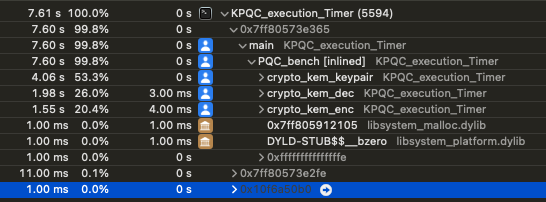 7.61 s 100.0% 0 s KPQC_execution_Timer (5594)
7.60 s 99.8% 0 s 0x7ff80573e365
7.60 s 99.8% 0 s main KPQC_execution_Timer
7.60 s 99.8% 0 s PQC_bench [inlined] KPQC_execution_Timer
4.06 s 53.3% 0 s crypto_kem_keypair KPQC_execution_Timer
1.98 s 26.0% 3.00 ms crypto_kem_dec KPQC_execution_Timer
1.55 s 20.4% 4.00 ms crypto_kem_enc KPQC_execution_Timer
1.00 ms 0.0% 1.00 ms 0x7ff805912105 libsystem_malloc.dylib
1.00 ms 0.0% 1.00 ms DYLD-STUB$$__bzero libsystem_platform.dylib
1.00 ms 0.0% 0 s 0xfffffffffffffffe
11.00 ms 0.1% 0 s 0x7ff80573e2fe
1.00 ms 0.0% 0 s